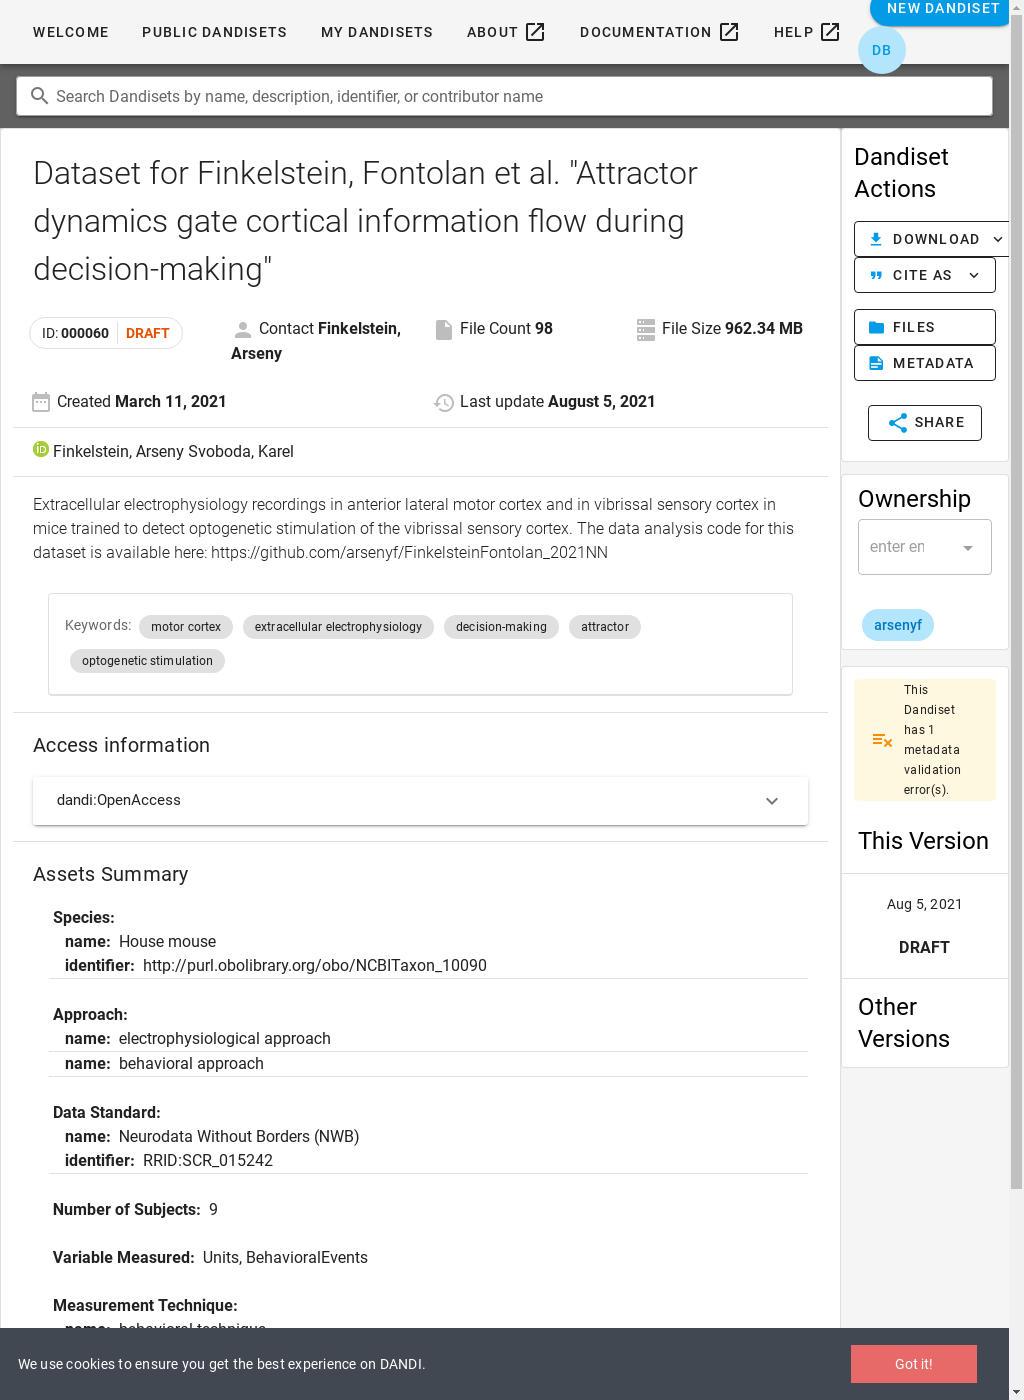 WELCOME PUBLIC DANDISETS MY DANDISETS ABOUT DOCUMENTATION HELP NEW DANDISET
DB
Search Dandisets by name, description, identifier, or contributor name
Dataset for Finkelstein, Fontolan et al. "Attractor
dynamics gate cortical information flow during
decision-making"
ID: 000060 DRAFT
Contact Finkelstein,
Arseny
File Count 98
File Size 962.34 MB
Created March 11, 2021
Last update August 5, 2021
iD Finkelstein, Arseny Svoboda, Karel
Extracellular electrophysiology recordings in anterior lateral motor cortex and in vibrissal sensory cortex in
mice trained to detect optogenetic stimulation of the vibrissal sensory cortex. The data analysis code for this
dataset is available here: https://github.com/arsenyf/FinkelsteinFontolan_2021NN
Keywords: motor cortex extracellular electrophysiology decision-making attractor
optogenetic stimulation
Access information
dandi:OpenAccess
Assets Summary
Species:
name: House mouse
identifier: http://purl.obolibrary.org/obo/NCBITaxon_10090
Approach:
name: electrophysiological approach
name: behavioral approach
Data Standard:
name: Neurodata Without Borders (NWB)
identifier: RRID:SCR_015242
Number of Subjects: 9
Variable Measured: Units, BehavioralEvents
Measurement Technique:
name: behavioral technique
Dandiset
Actions
DOWNLOAD
CITE AS
FILES
METADATA
SHARE
Ownership
enter en
arsenyf
This
Dandiset
has 1
metadata
validation
error(s).
This Version
Aug 5, 2021
DRAFT
Other
Versions
We use cookies to ensure you get the best experience on DANDI.
Got it!